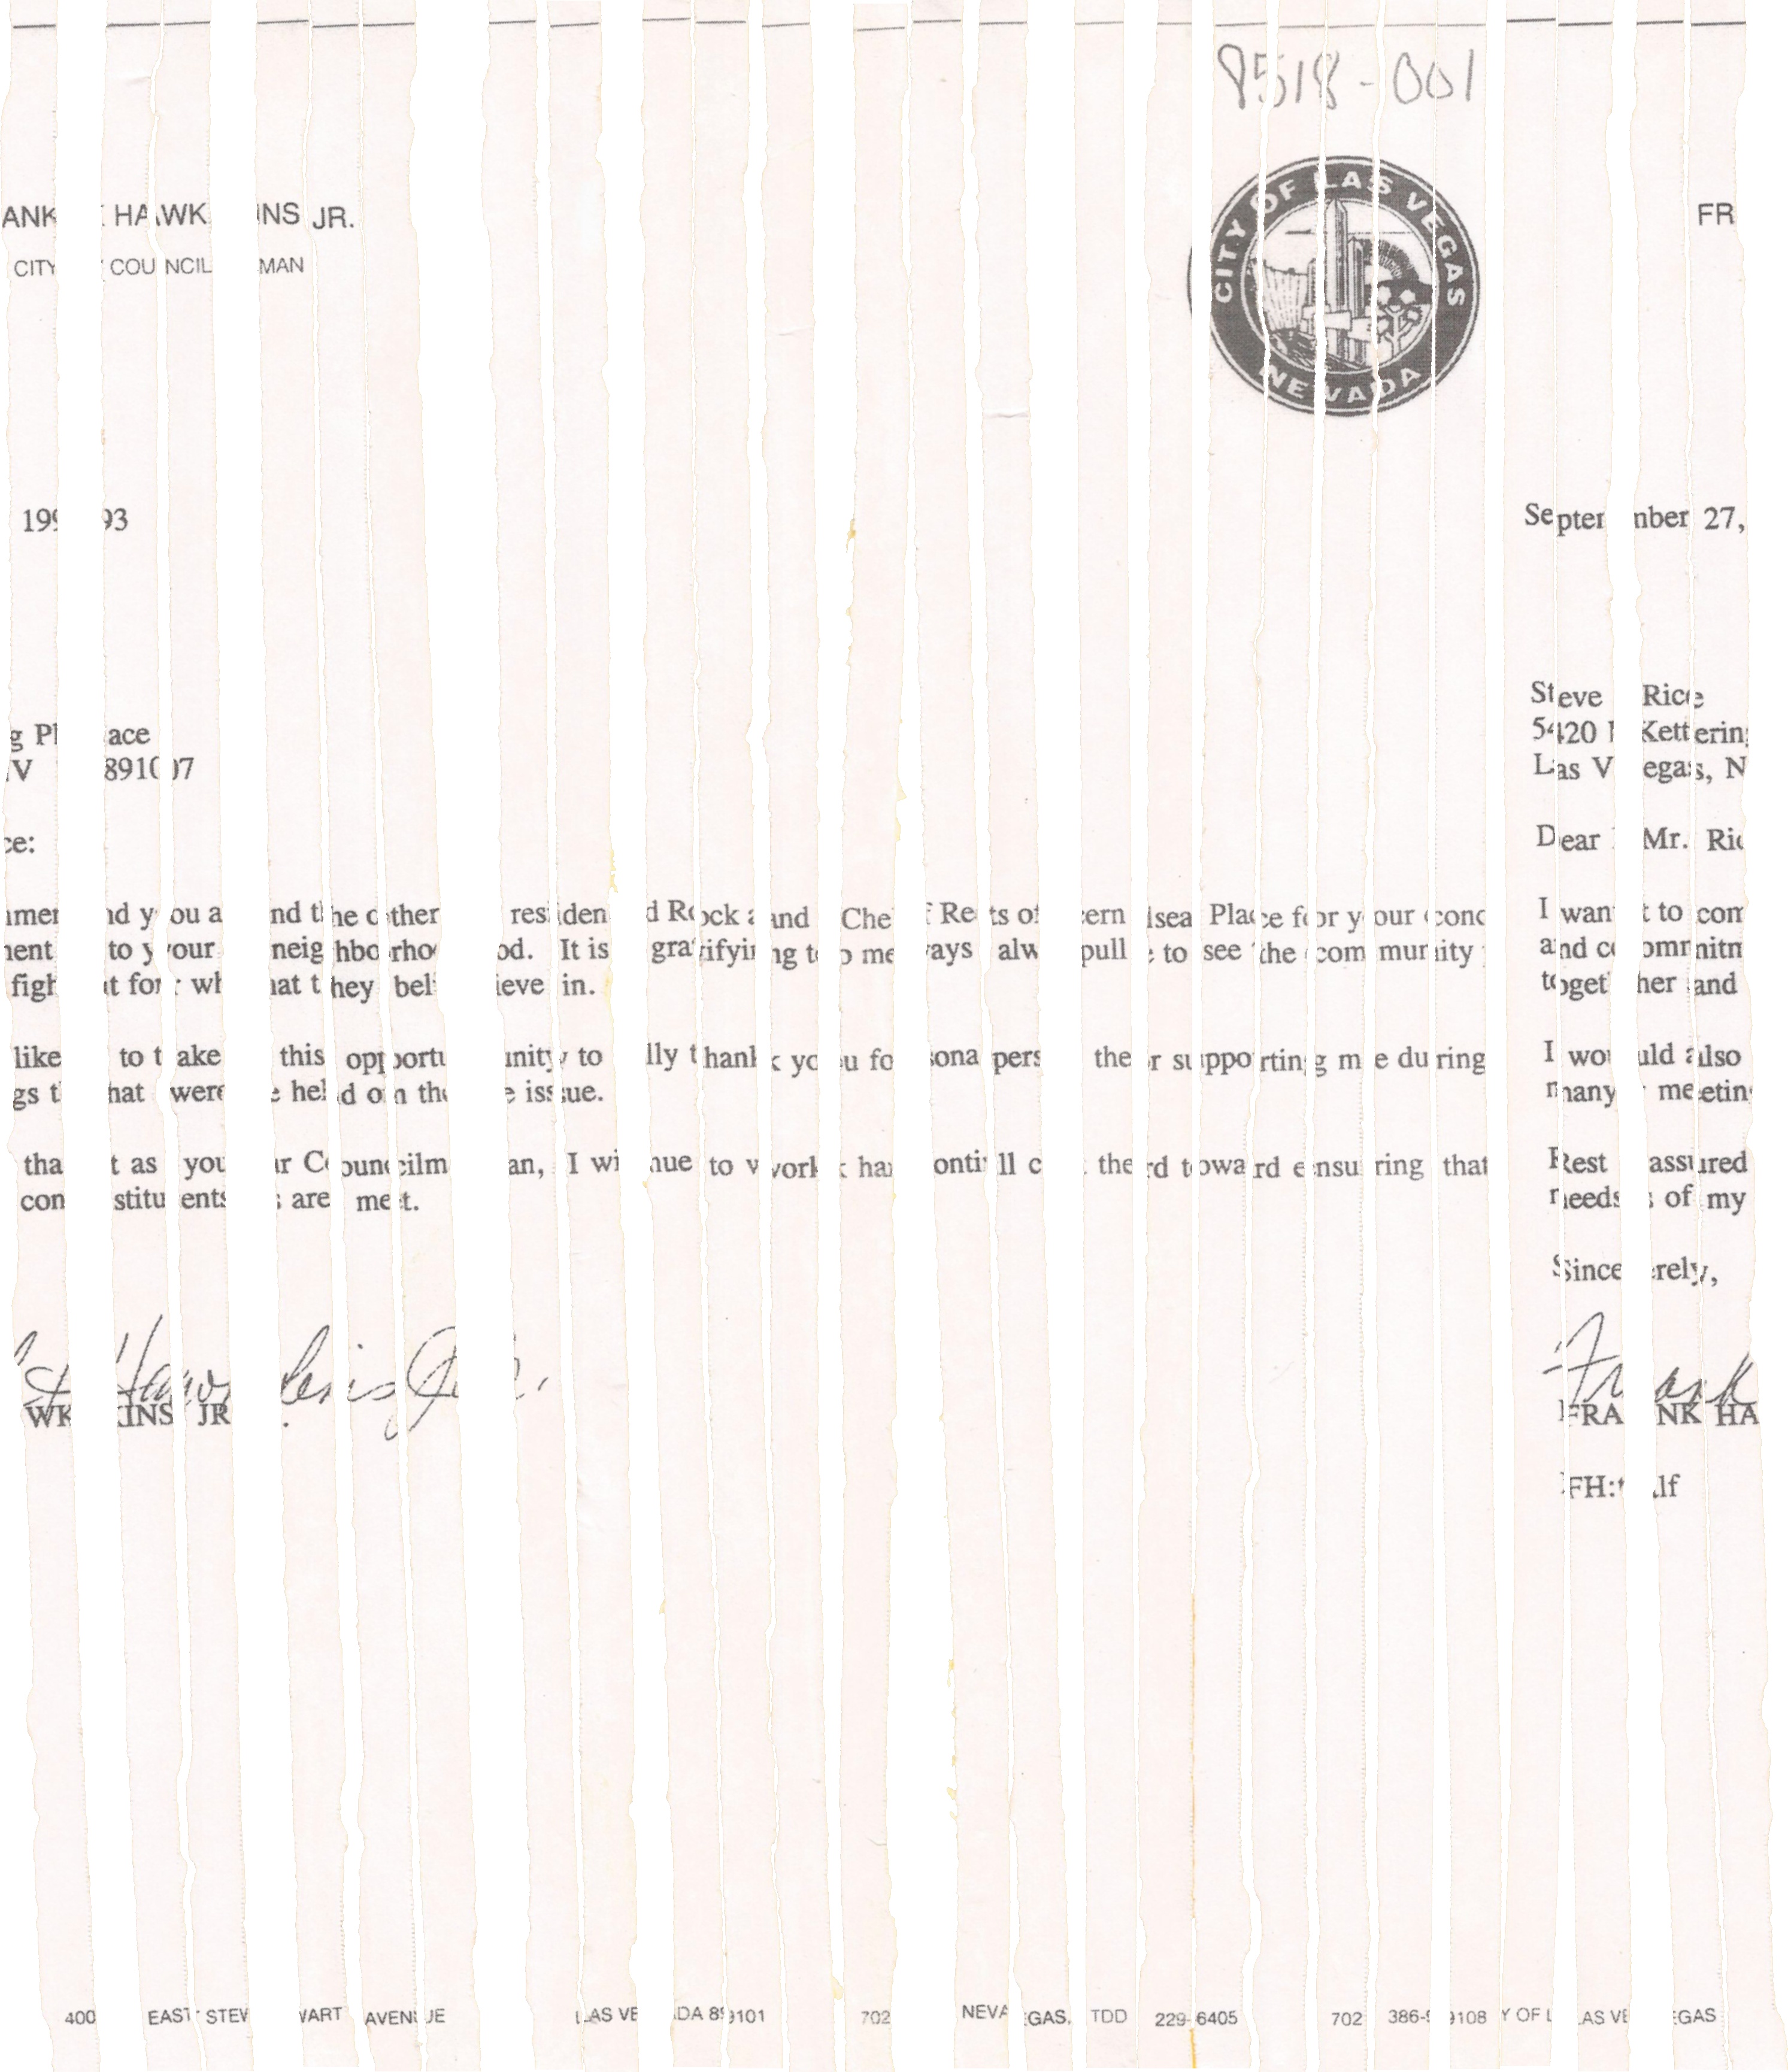 8518-001
CITY OF LAS VEGAS
NEVADA
FRANK HAWKINS JR.
CITY COUNCILMAN
September 27, 1993
Steve Rice
5420 Kettering Place
Las Vegas, NV 89107
Dear Mr. Rice:
I want to commend you and the other residents of Red Rock and Chelsea Place for your concern
and commitment to your neighborhood. It is always gratifying to me to see the community pull
together and fight for what they believe in.
I would also like to take this opportunity to personally thank you for supporting me during the
many meetings that were held on the issue.
Rest assured that as your Councilman, I will continue to work hard toward ensuring that the
needs of my constituents are met.
Sincerely,
Frank Hawkins Jr.
FRANK HAWKINS JR.
FH:tlf
Y OF LAS VEGAS 400 EAST STEWART AVENUE LAS VEGAS, NEVADA 89101 702 229-6405 702 386-9108 TDD